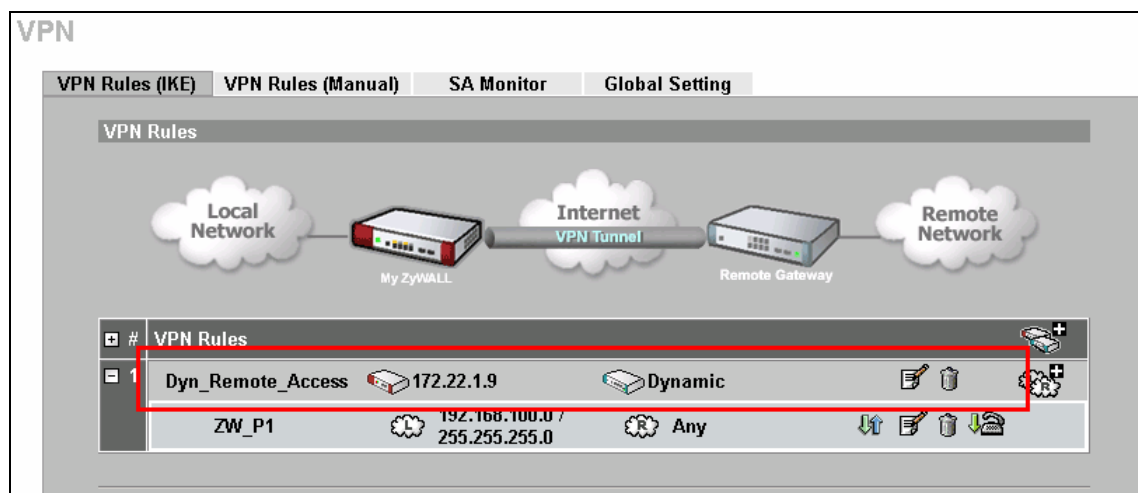 VPN
VPN Rules (IKE) VPN Rules (Manual) SA Monitor Global Setting
VPN Rules
Local
Network
Internet
VPN Tunnel
Remote
Network
My ZyWALL
Remote Gateway
# VPN Rules
1 Dyn_Remote_Access 172.22.1.9 Dynamic R
ZW_P1 L 192.168.100.0 /
255.255.255.0 R Any